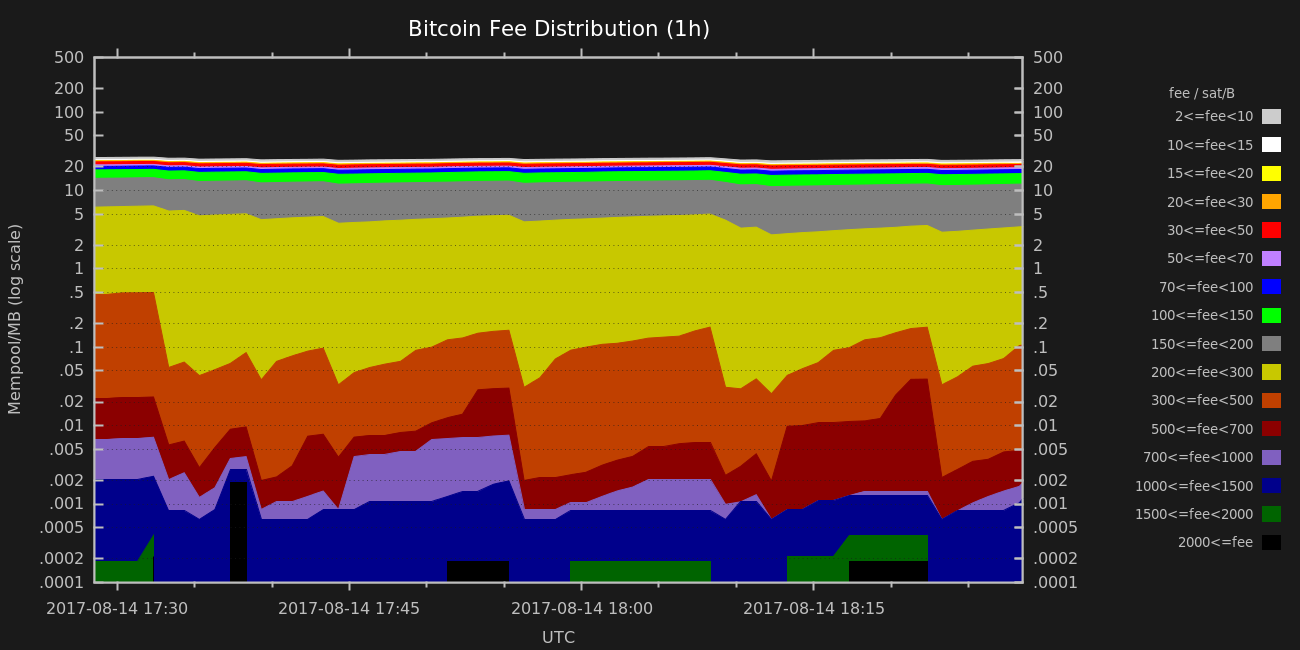 Bitcoin Fee Distribution (1h)
Mempool/MB (log scale)
500
200
100
50
20
10
5
2
1
.5
.2
.1
.05
.02
.01
.005
.002
.001
.0005
.0002
.0001
500
200
100
50
20
10
5
2
1
.5
.2
.1
.05
.02
.01
.005
.002
.001
.0005
.0002
.0001
2017-08-14 17:30 2017-08-14 17:45 2017-08-14 18:00 2017-08-14 18:15
UTC
fee / sat/B
2<=fee<10
10<=fee<15
15<=fee<20
20<=fee<30
30<=fee<50
50<=fee<70
70<=fee<100
100<=fee<150
150<=fee<200
200<=fee<300
300<=fee<500
500<=fee<700
700<=fee<1000
1000<=fee<1500
1500<=fee<2000
2000<=fee